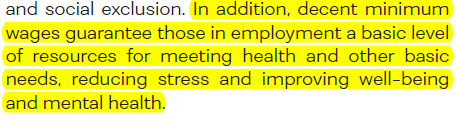 and social exclusion. In addition, decent minimum
wages guarantee those in employment a basic level
of resources for meeting health and other basic
needs, reducing stress and improving well-being
and mental health.